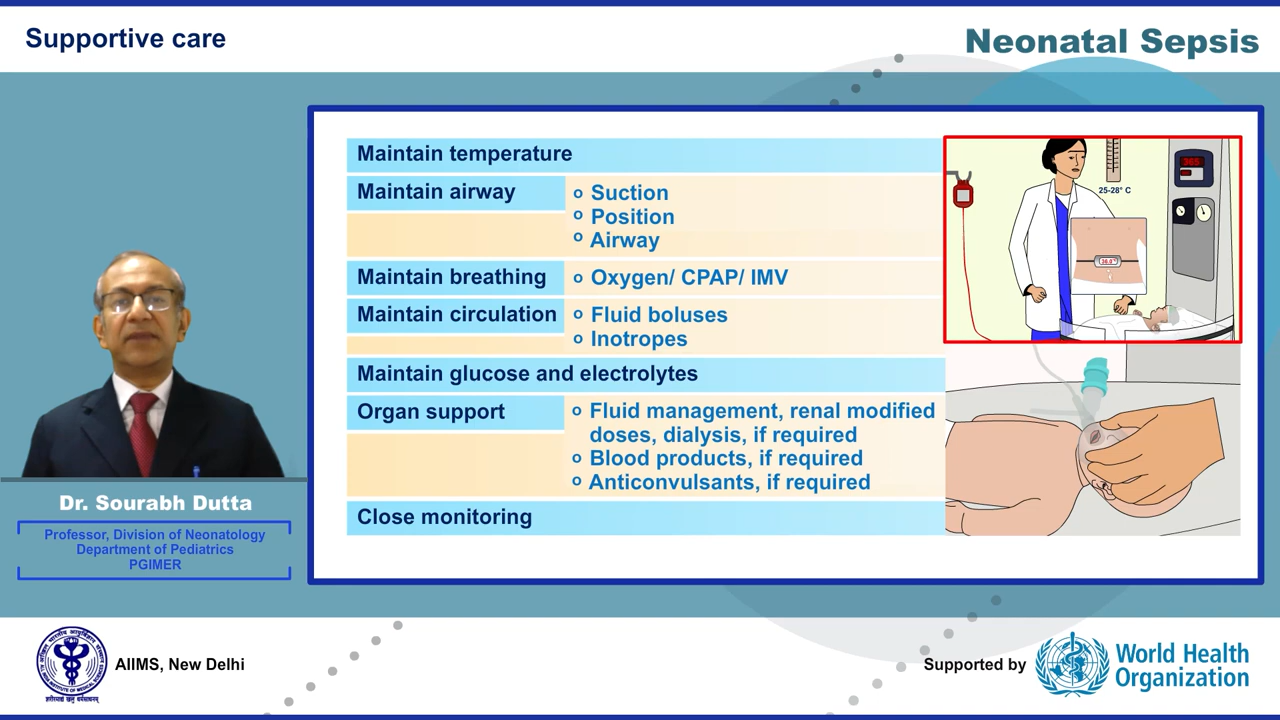 Supportive care
Neonatal Sepsis
Maintain temperature
Maintain airway
o Suction
o Position
o Airway
Maintain breathing
o Oxygen/ CPAP/ IMV
Maintain circulation
o Fluid boluses
o Inotropes
Maintain glucose and electrolytes
Organ support
o Fluid management, renal modified
doses, dialysis, if required
o Blood products, if required
o Anticonvulsants, if required
Close monitoring
25-28° C
Dr. Sourabh Dutta
Professor, Division of Neonatology
Department of Pediatrics
PGIMER
AIIMS, New Delhi
Supported by
World Health
Organization